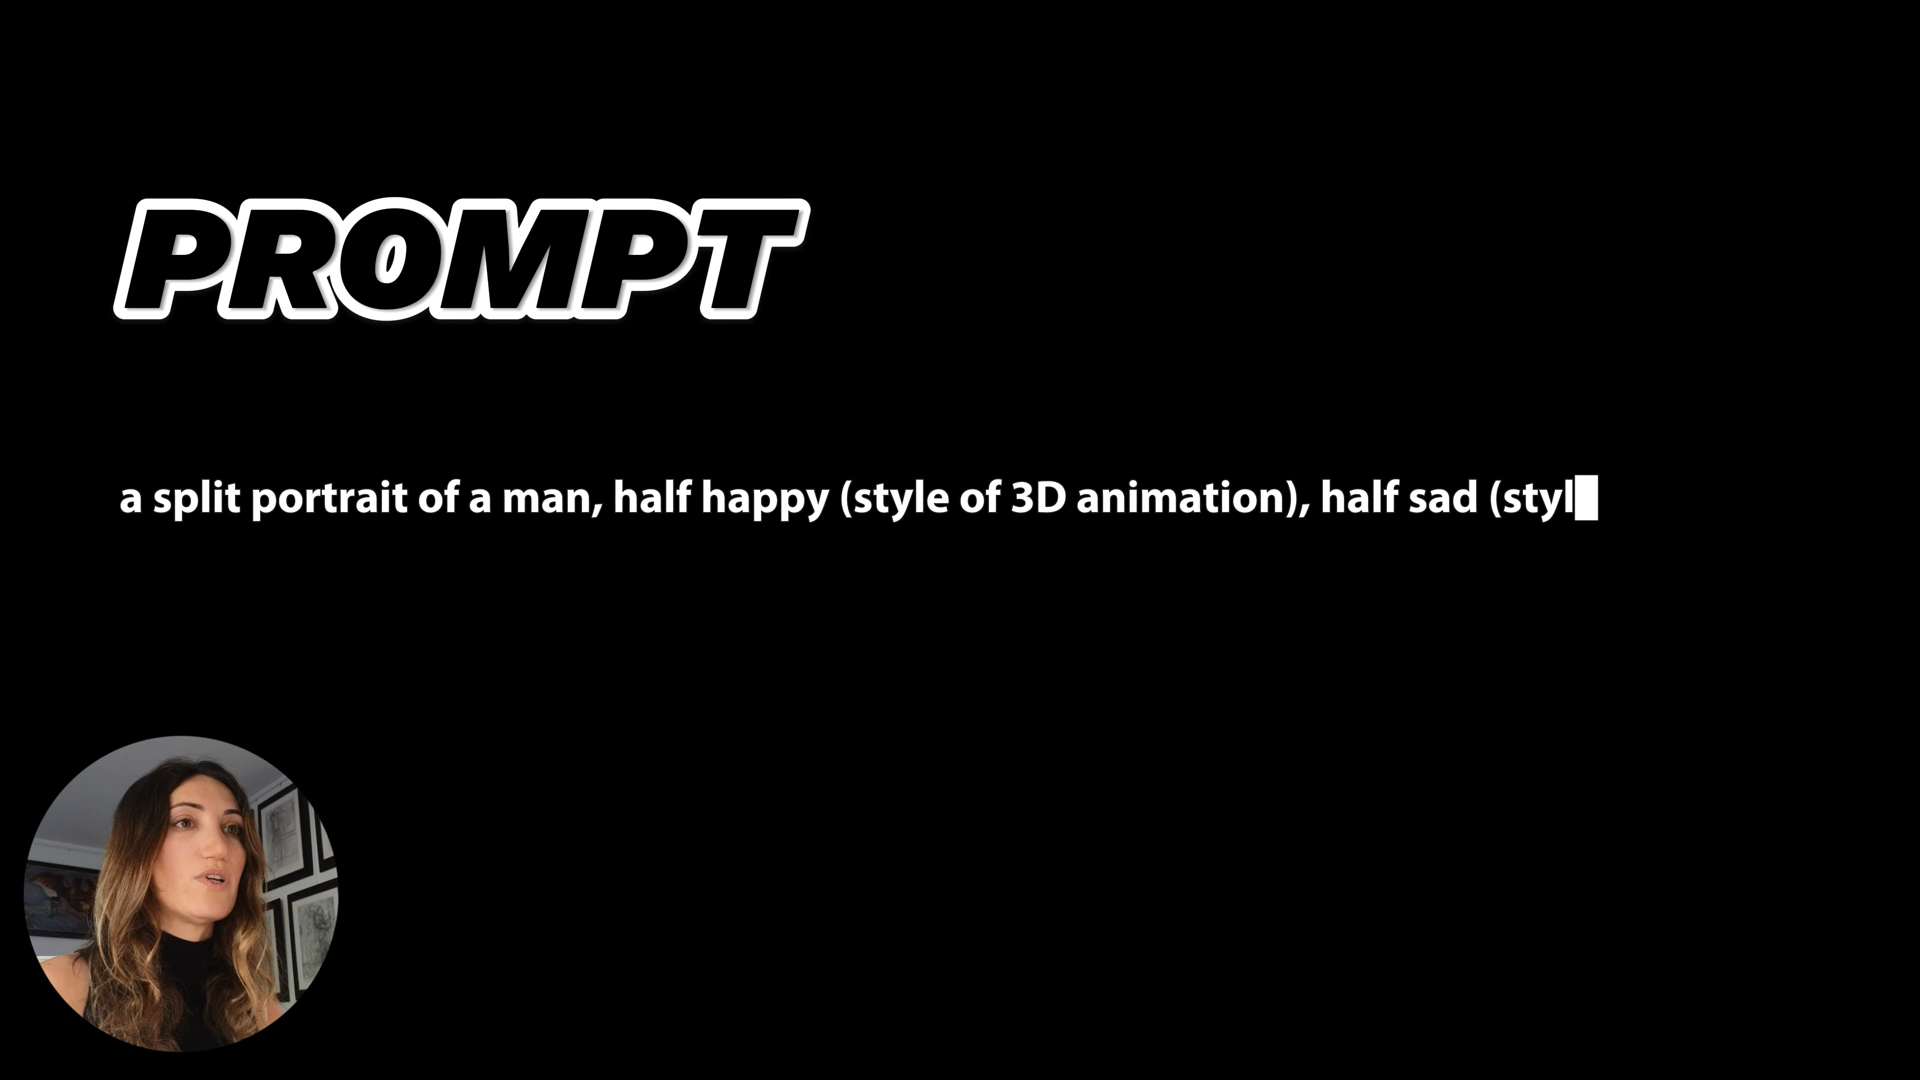 PROMPT
a split portrait of a man, half happy (style of 3D animation), half sad (styl